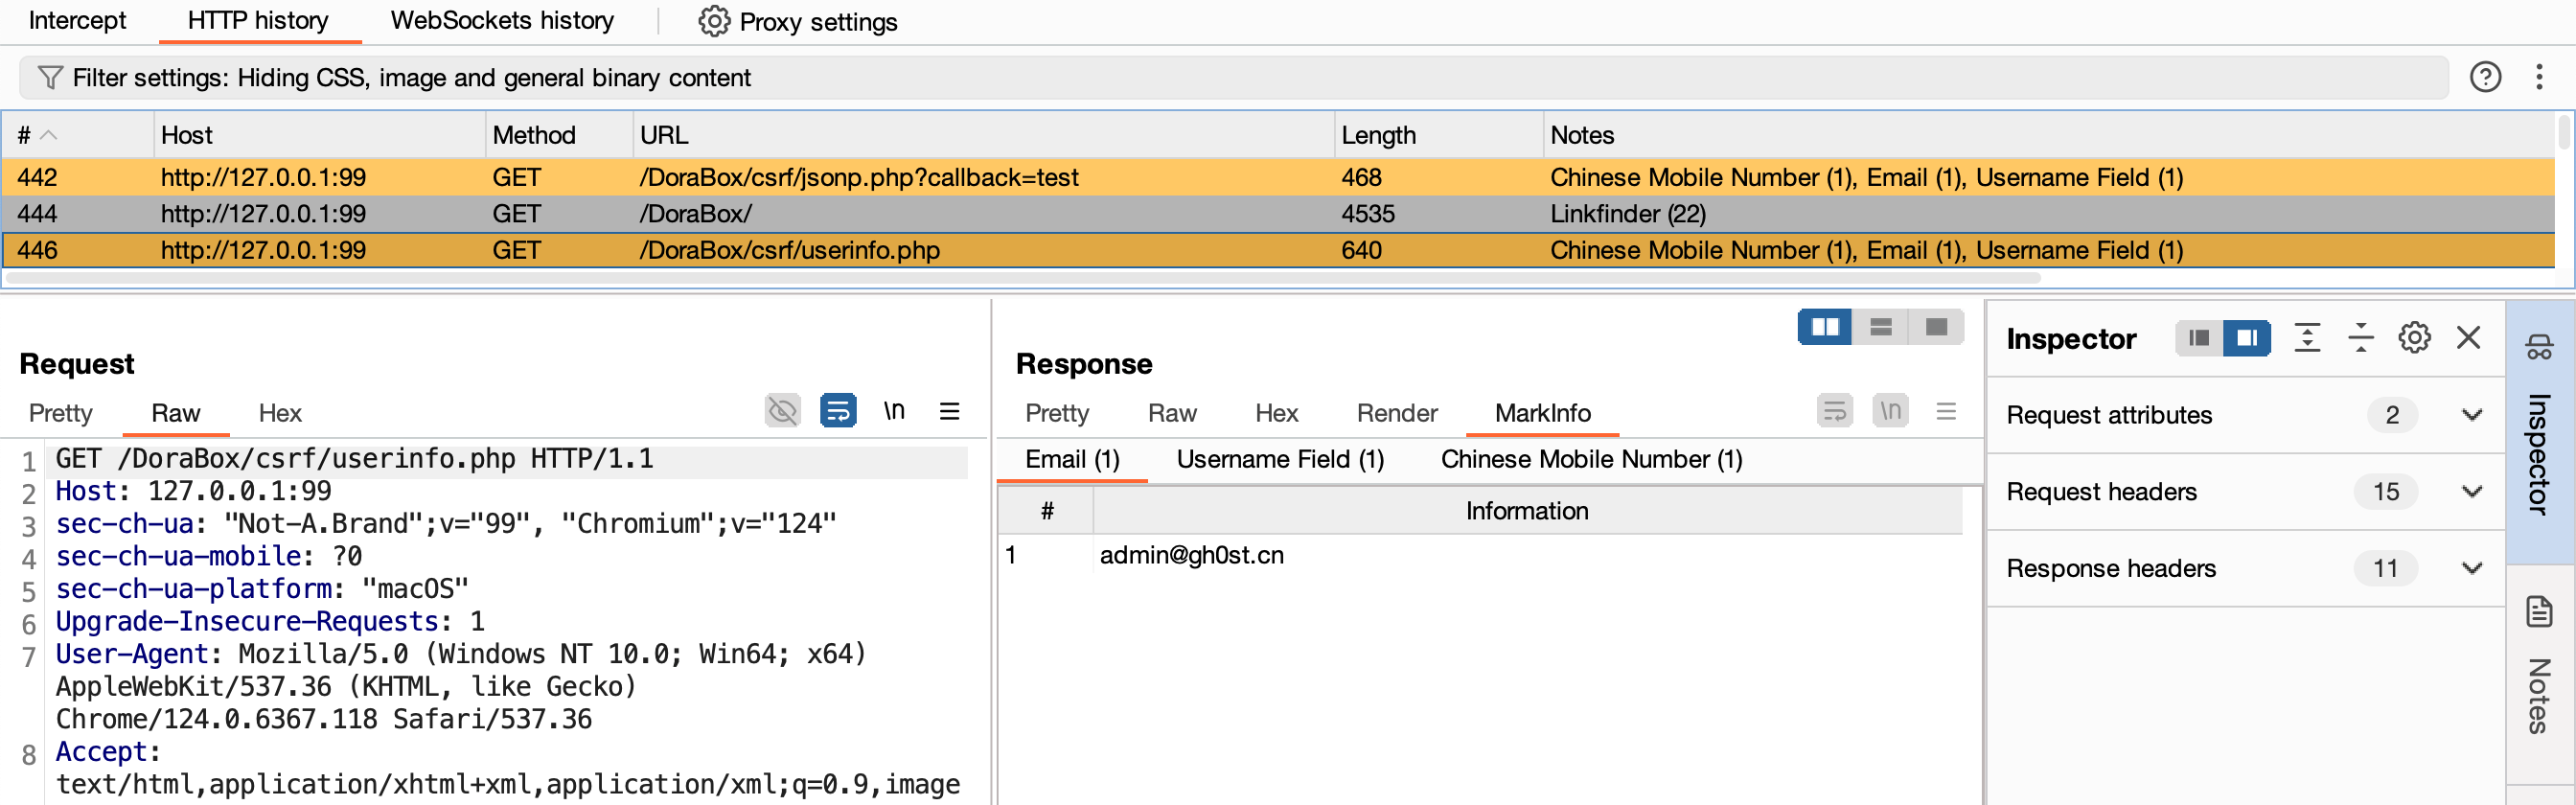 Intercept HTTP history WebSockets history Proxy settings
Filter settings: Hiding CSS, image and general binary content
# Host Method URL Length Notes
442 http://127.0.0.1:99 GET /DoraBox/csrf/jsonp.php?callback=test 468 Chinese Mobile Number (1), Email (1), Username Field (1)
444 http://127.0.0.1:99 GET /DoraBox/ 4535 Linkfinder (22)
446 http://127.0.0.1:99 GET /DoraBox/csrf/userinfo.php 640 Chinese Mobile Number (1), Email (1), Username Field (1)
Request
Pretty Raw Hex \n
1 GET /DoraBox/csrf/userinfo.php HTTP/1.1
2 Host: 127.0.0.1:99
3 sec-ch-ua: "Not-A.Brand";v="99", "Chromium";v="124"
4 sec-ch-ua-mobile: ?0
5 sec-ch-ua-platform: "macOS"
6 Upgrade-Insecure-Requests: 1
7 User-Agent: Mozilla/5.0 (Windows NT 10.0; Win64; x64)
AppleWebKit/537.36 (KHTML, like Gecko)
Chrome/124.0.6367.118 Safari/537.36
8 Accept:
text/html,application/xhtml+xml,application/xml;q=0.9,image
Response
Pretty Raw Hex Render MarkInfo \n
Email (1) Username Field (1) Chinese Mobile Number (1)
# Information
1 admin@gh0st.cn
Inspector
Request attributes 2
Request headers 15
Response headers 11
Inspector
Notes